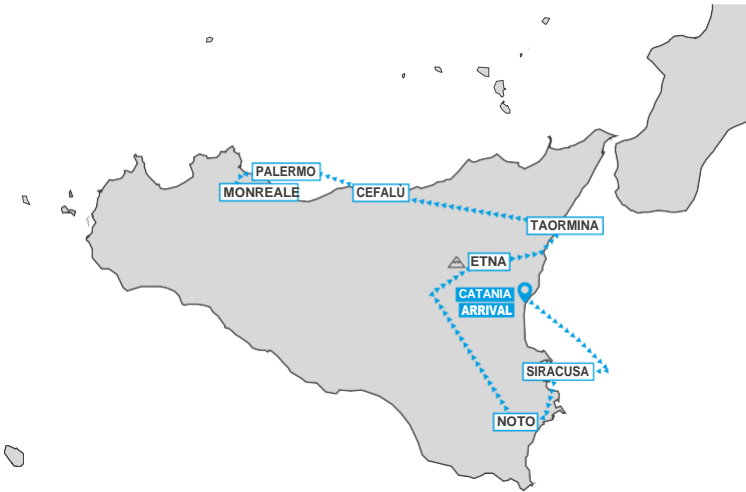 PALERMO
MONREALE
CEFALÙ
TAORMINA
ETNA
CATANIA
ARRIVAL
SIRACUSA
NOTO